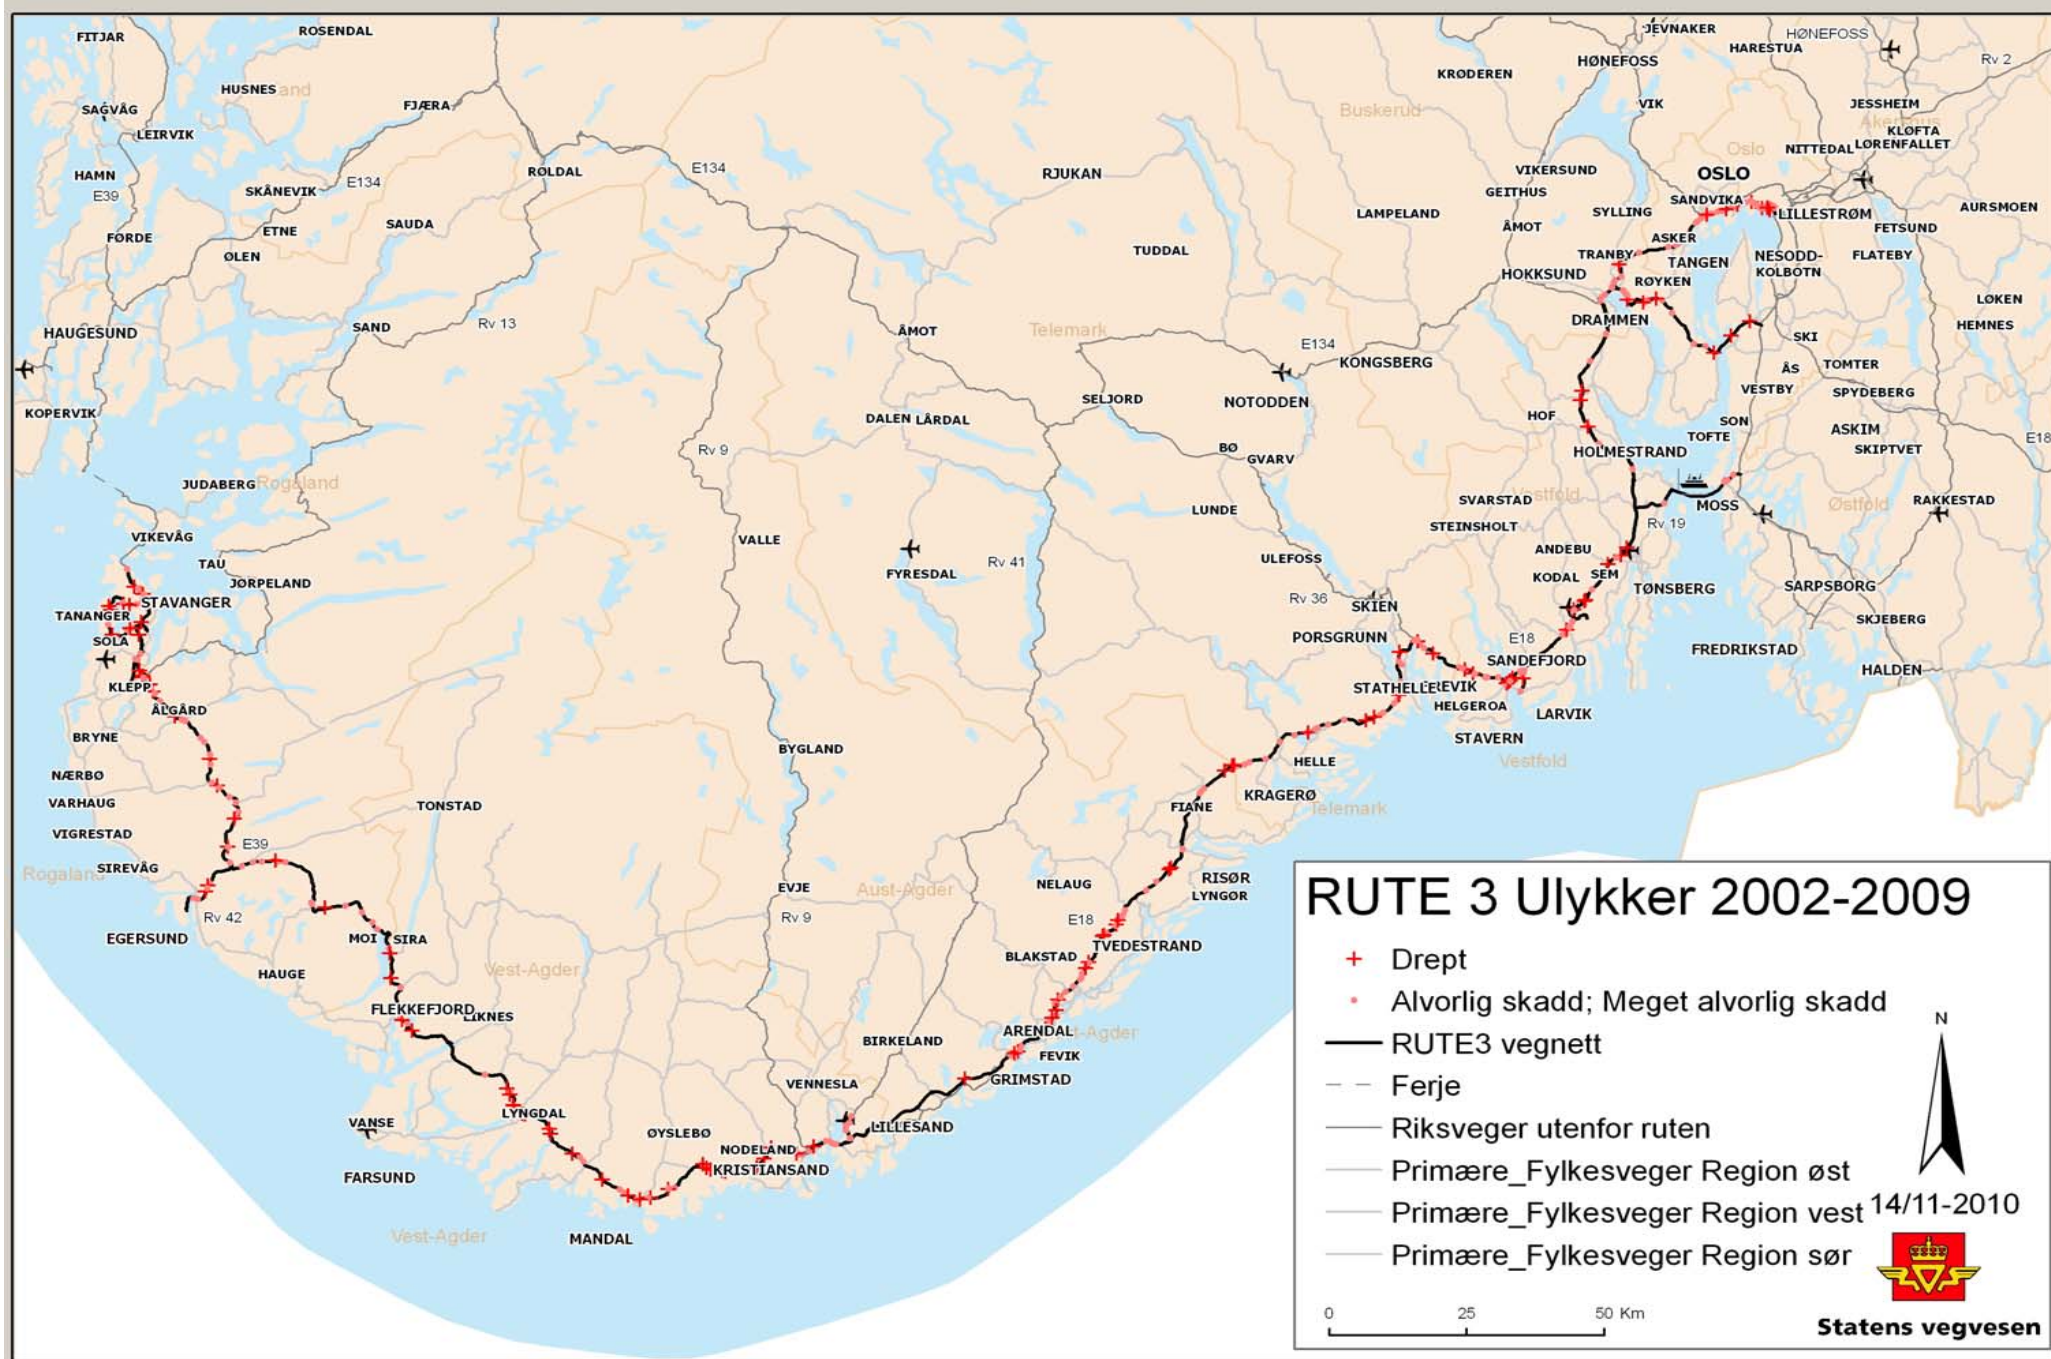 FITJAR
ROSENDAL
JEVNAKER
HØNEFOSS
HARESTUA
HØNEFOSS
Rv 2
KRØDEREN
HUSNES
FJÆRA
SAGVÅG
LEIRVIK
Buskerud
VIK
JESSHEIM
Akershus
KLØFTA
Oslo
NITTEDAL
LØRENFALLET
HAMN
E39
SKÅNEVIK
E134
RØLDAL
E134
RJUKAN
VIKERSUND
OSLO
GEITHUS
SANDVIKA
LILLESTRØM
AURSMOEN
LAMPELAND
SYLLING
ÅMOT
FETSUND
SAUDA
ETNE
FØRDE
ØLEN
TUDDAL
ASKER
TRANBY
TANGEN
NESODD-
KOLBOTN
FLATEBY
HOKKSUND
RØYKEN
LØKEN
HEMNES
HAUGESUND
SAND
Rv 13
ÅMOT
Telemark
DRAMMEN
SKI
E134
KONGSBERG
ÅS
TOMTER
VESTBY
SPYDEBERG
KOPERVIK
SELJORD
NOTODDEN
DALEN
LÅRDAL
HOF
SON
TOFTE
ASKIM
E18
SKIPTVET
Rv 9
BØ
GVARV
HOLMESTRAND
JUDABERG
Rogaland
SVARSTAD
Vestfold
MOSS
Østfold
RAKKESTAD
LUNDE
STEINSHOLT
Rv 19
VIKEVÅG
VALLE
TAU
JØRPELAND
Rv 41
FYRESDAL
ULEFOSS
ANDEBU
KODAL
SEM
TØNSBERG
SARPSBORG
STAVANGER
TANANGER
SOLA
Rv 36
SKIEN
SKJEBERG
PORSGRUNN
E18
SANDEFJORD
FREDRIKSTAD
HALDEN
KLEPP
STATHELLE
REVIK
HELGEROA
LARVIK
ÅLGÅRD
STAVERN
BRYNE
BYGLAND
HELLE
Vestfold
NÆRBØ
VARHAUG
TONSTAD
FIANE
KRAGERØ
Telemark
VIGRESTAD
E39
SIREVÅG
Rogaland
EVJE
Aust-Agder
NELAUG
RISØR
LYNGØR
Rv 42
Rv 9
E18
EGERSUND
MOI
SIRA
TVEDESTRAND
BLAKSTAD
HAUGE
Vest-Agder
FLEKKEFJORD
LIKNES
ARENDAL
st-Agder
BIRKELAND
FEVIK
GRIMSTAD
VENNESLA
LYNGDAL
VANSE
LILLESAND
ØYSLEBØ
NODELAND
KRISTIANSAND
FARSUND
Vest-Agder
MANDAL
RUTE 3 Ulykker 2002-2009
Drept
Alvorlig skadd; Meget alvorlig skadd
RUTE3 vegnett
Ferje
Riksveger utenfor ruten
Primære_Fylkesveger Region øst
Primære_Fylkesveger Region vest
Primære_Fylkesveger Region sør
N
14/11-2010
0 25 50 Km
Statens vegvesen